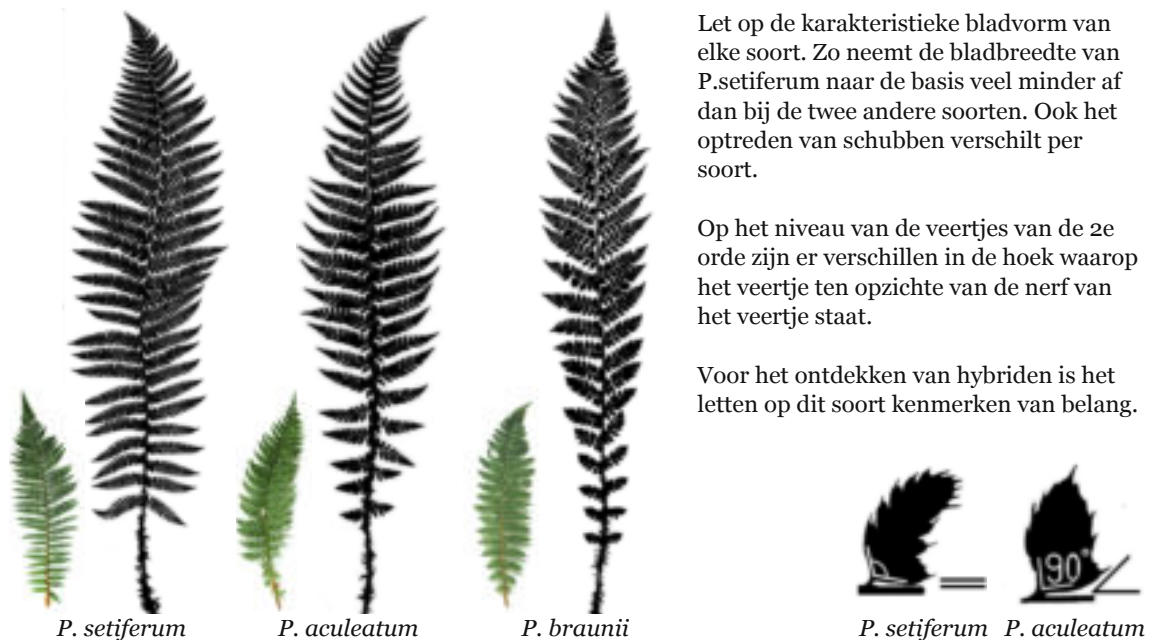 Let op de karakteristieke bladvorm van
elke soort. Zo neemt de bladbreedte van
P.setiferum naar de basis veel minder af
dan bij de twee andere soorten. Ook het
optreden van schubben verschilt per
soort.
Op het niveau van de veertjes van de 2e
orde zijn er verschillen in de hoek waarop
het veertje ten opzichte van de nerf van
het veertje staat.
Voor het ontdekken van hybriden is het
letten op dit soort kenmerken van belang.
90°
P. setiferum P. aculeatum P. braunii P. setiferum P. aculeatum